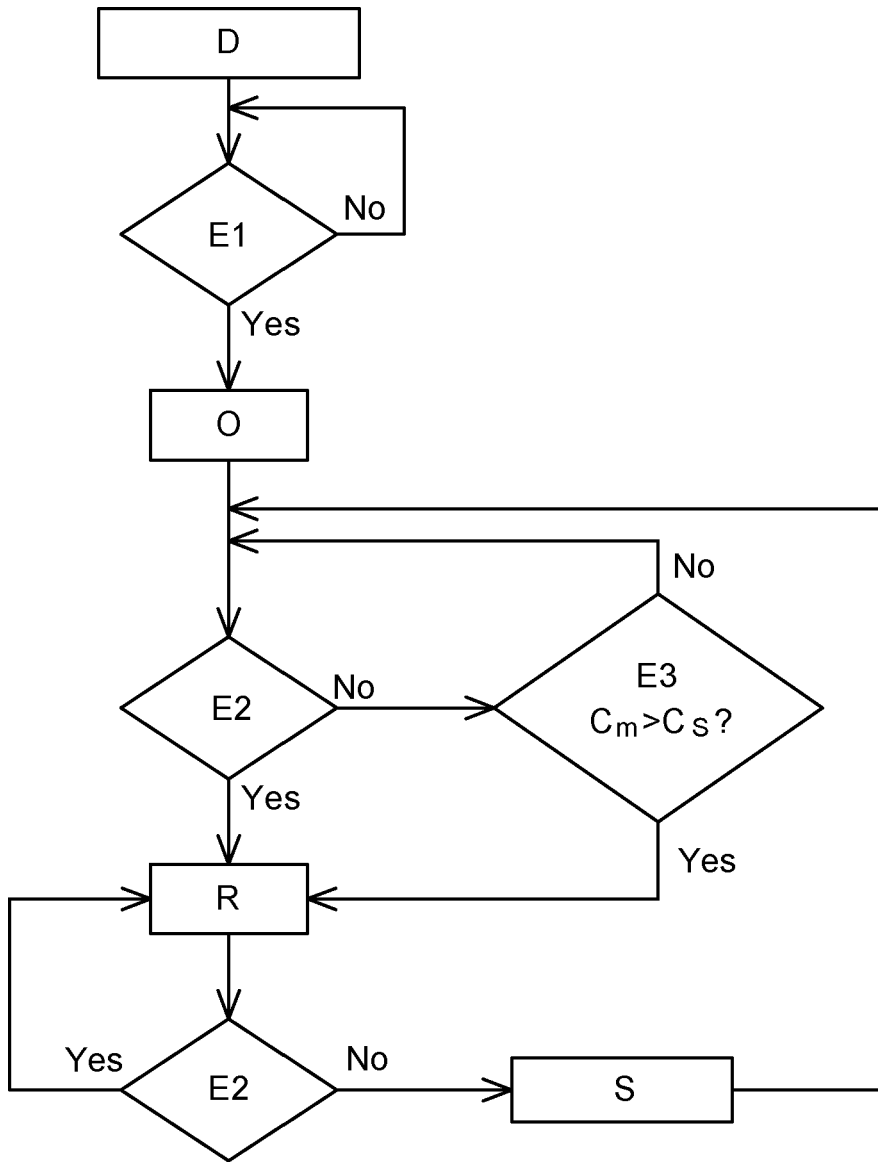 D
E1
No
Yes
O
No
E2
No
E3
Cm>CS?
Yes
Yes
R
Yes
E2
No
S